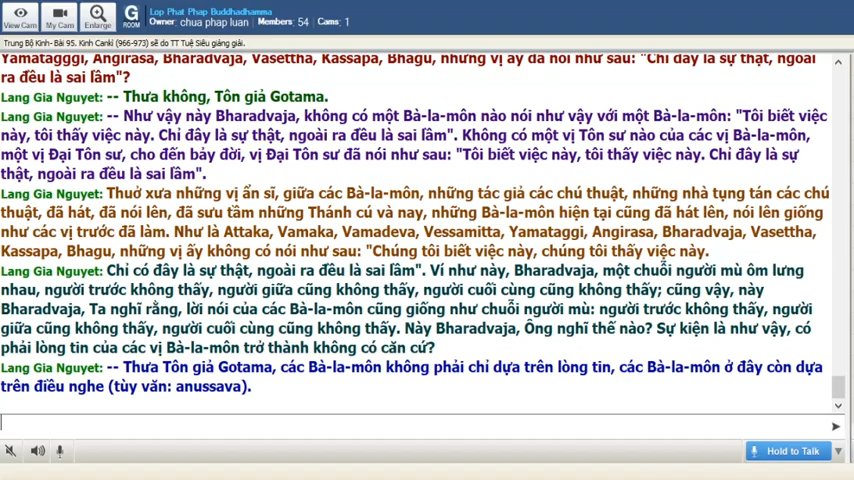 Lop Phat Phap Buddhadhamma
Owner: chua phap luan Members: 54 Cams: 1
View Cam
My Cam
Enlarge
G
ROOM
Trung Bộ Kinh- Bài 95. Kinh Canki (966-973) sẽ do TT Tuệ Siêu giảng giải.
Yamatagggi, Angirasa, Bharadvaja, Vasettha, Kassapa, Bhagu, những vị ấy đã nói như sau: "Chỉ đây là sự thật, ngoài
ra đều là sai lầm"?
Lang Gia Nguyet: -- Thưa không, Tôn giả Gotama.
Lang Gia Nguyet: -- Như vậy này Bharadvaja, không có một Bà-la-môn nào nói như vậy với một Bà-la-môn: "Tôi biết việc
này, tôi thấy việc này. Chỉ đây là sự thật, ngoài ra đều là sai lầm". Không có một vị Tôn sư nào của các vị Bà-la-môn,
một vị Đại Tôn sư, cho đến bảy đời, vị Đại Tôn sư đã nói như sau: "Tôi biết việc này, tôi thấy việc này. Chỉ đây là sự
thật, ngoài ra đều là sai lầm".
Lang Gia Nguyet: Thuở xưa những vị ẩn sĩ, giữa các Bà-la-môn, những tác giả các chú thuật, những nhà tụng tán các chú
thuật, đã hát, đã nói lên, đã sưu tầm những Thánh cú và nay, những Bà-la-môn hiện tại cũng đã hát lên, nói lên giống
như các vị trước đã làm. Như là Attaka, Vamaka, Vamadeva, Vessamitta, Yamataggi, Angirasa, Bharadvaja, Vasettha,
Kassapa, Bhagu, những vị ấy không có nói như sau: "Chúng tôi biết việc này, chúng tôi thấy việc này.
Lang Gia Nguyet: Chỉ có đây là sự thật, ngoài ra đều là sai lầm". Ví như này, Bharadvaja, một chuỗi người mù ôm lưng
nhau, người trước không thấy, người giữa cũng không thấy, người cuối cùng cũng không thấy; cũng vậy, này
Bharadvaja, Ta nghĩ rằng, lời nói của các Bà-la-môn cũng giống như chuỗi người mù: người trước không thấy, người
giữa cũng không thấy, người cuối cùng cũng không thấy. Này Bharadvaja, Ông nghĩ thế nào? Sự kiện là như vậy, có
phải lòng tin của các vị Bà-la-môn trở thành không có căn cứ?
Lang Gia Nguyet: -- Thưa Tôn giả Gotama, các Bà-la-môn không phải chỉ dựa trên lòng tin, các Bà-la-môn ở đây còn dựa
trên điều nghe (tùy văn: anussava).
Hold to Talk